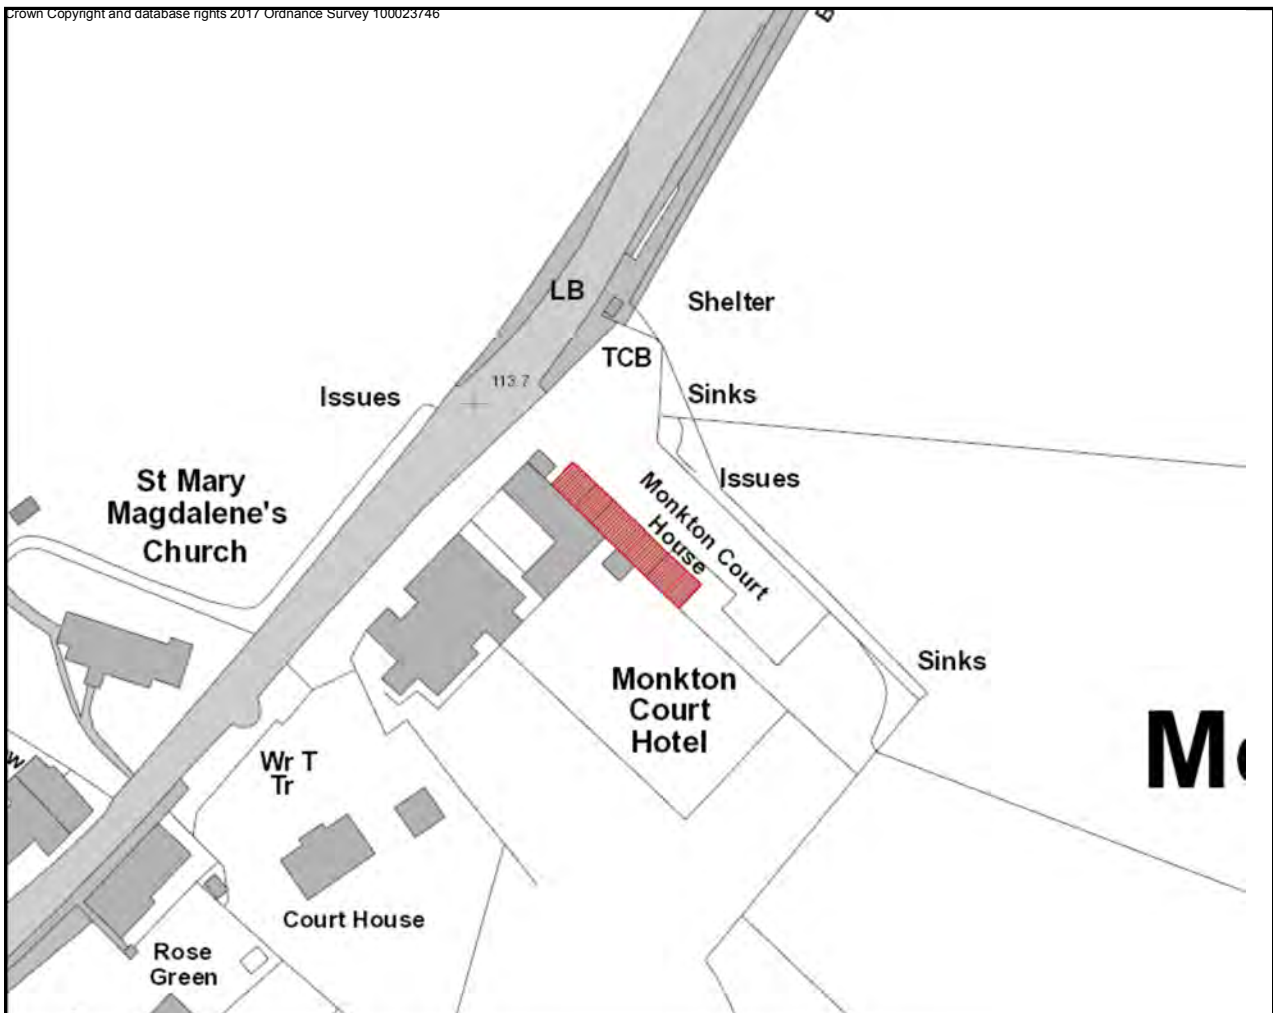 Crown Copyright and database rights 2017 Ordnance Survey 100023746
LB
Shelter
TCB
113.7
Issues
Sinks
St Mary
Magdalene's
Church
Issues
Monkton Court
House
Sinks
Monkton
Court
Hotel
Wr T
Tr
Court House
Rose
Green